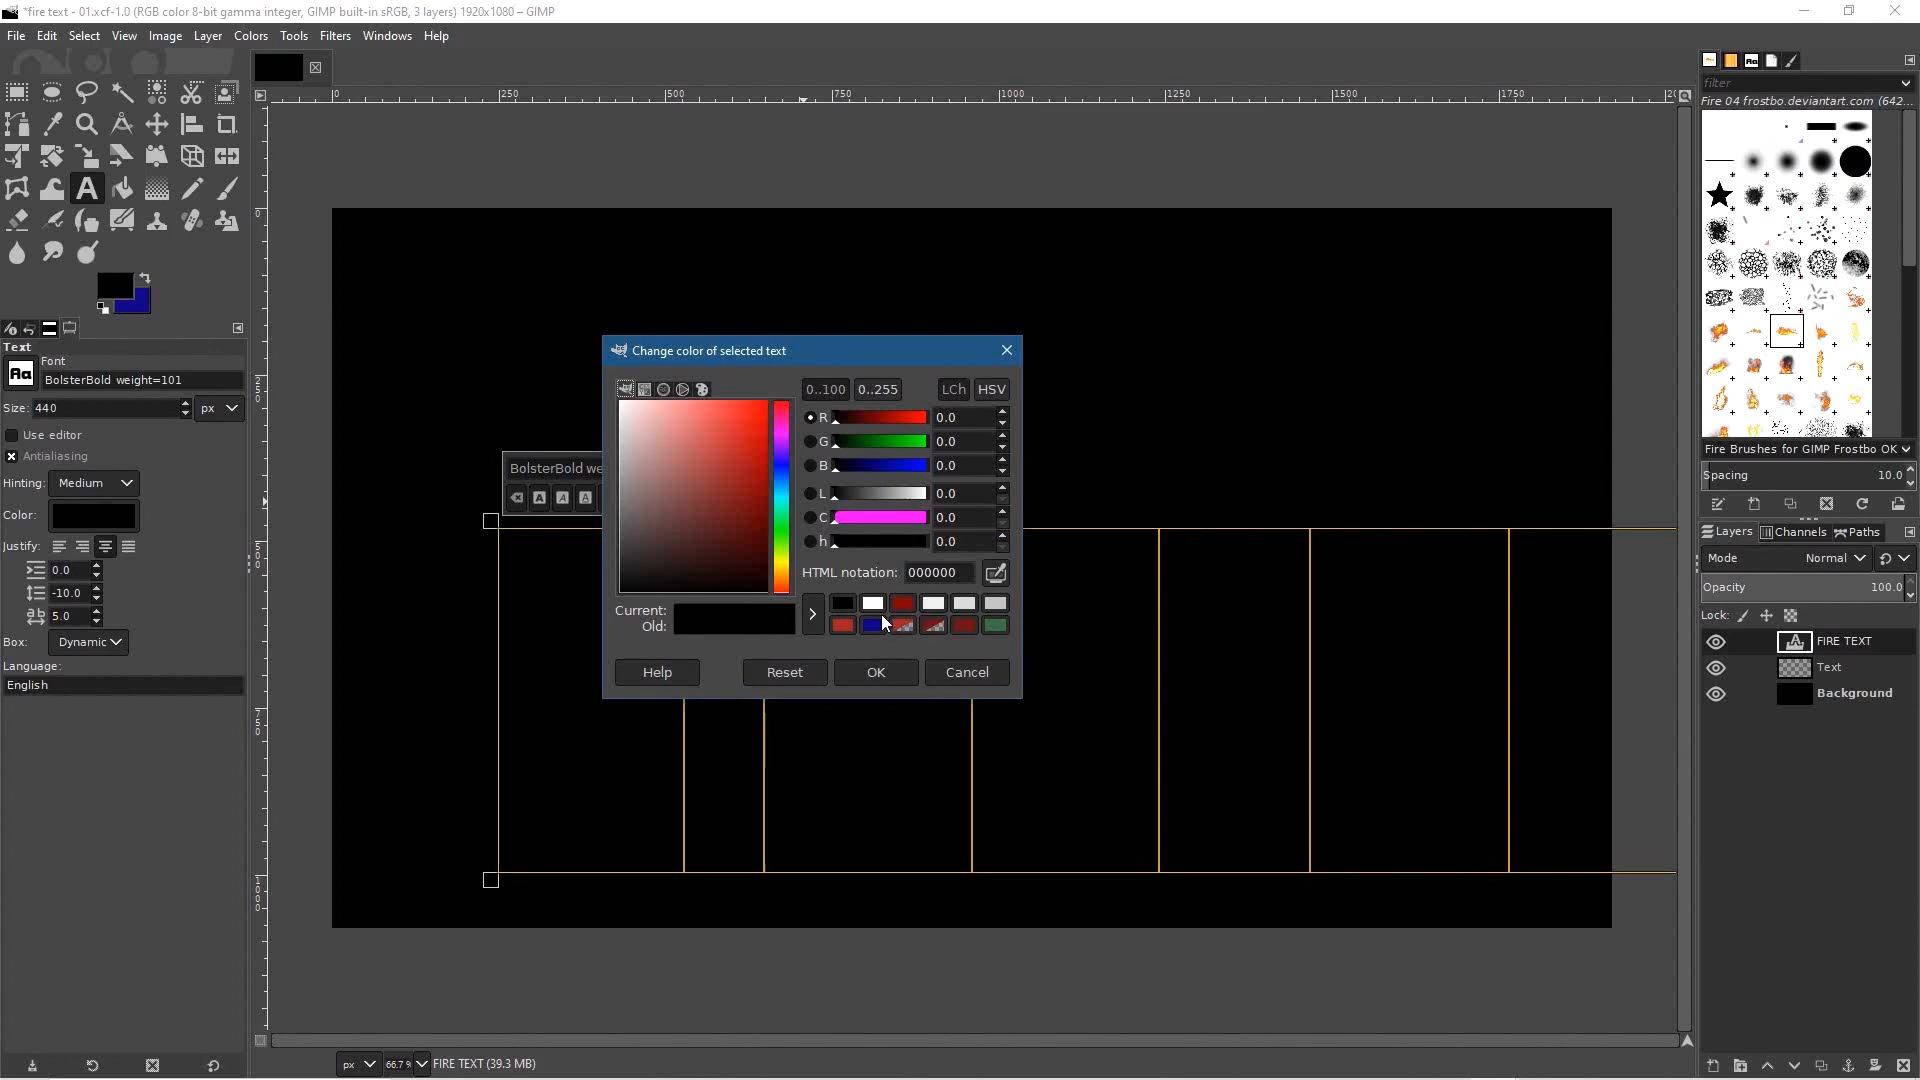 *fire text - 01.xcf-1.0 (RGB color 8-bit gamma integer, GIMP built-in sRGB, 3 layers) 1920x1080 – GIMP
File Edit Select View Image Layer Colors Tools Filters Windows Help
filter
Fire 04 frostbo.deviantart.com (642...
0 250 500 750 1000 1250 1500 1750
0
250
500
750
1000
Text
Font
Aa BolsterBold weight=101
Size: 440 px
Use editor
Antialiasing
Hinting: Medium
Color:
Justify:
0.0
-10.0
5.0
Box: Dynamic
Language:
English
BolsterBold we
Change color of selected text
0..100 0..255 LCh HSV
R 0.0
G 0.0
B 0.0
L 0.0
C 0.0
h 0.0
HTML notation: 000000
Current:
Old:
Help Reset OK Cancel
Fire Brushes for GIMP Frostbo OK
Spacing 10.0
Layers Channels Paths
Mode Normal
Opacity 100.0
Lock:
FIRE TEXT
Text
Background
px 66.7 % FIRE TEXT (39.3 MB)